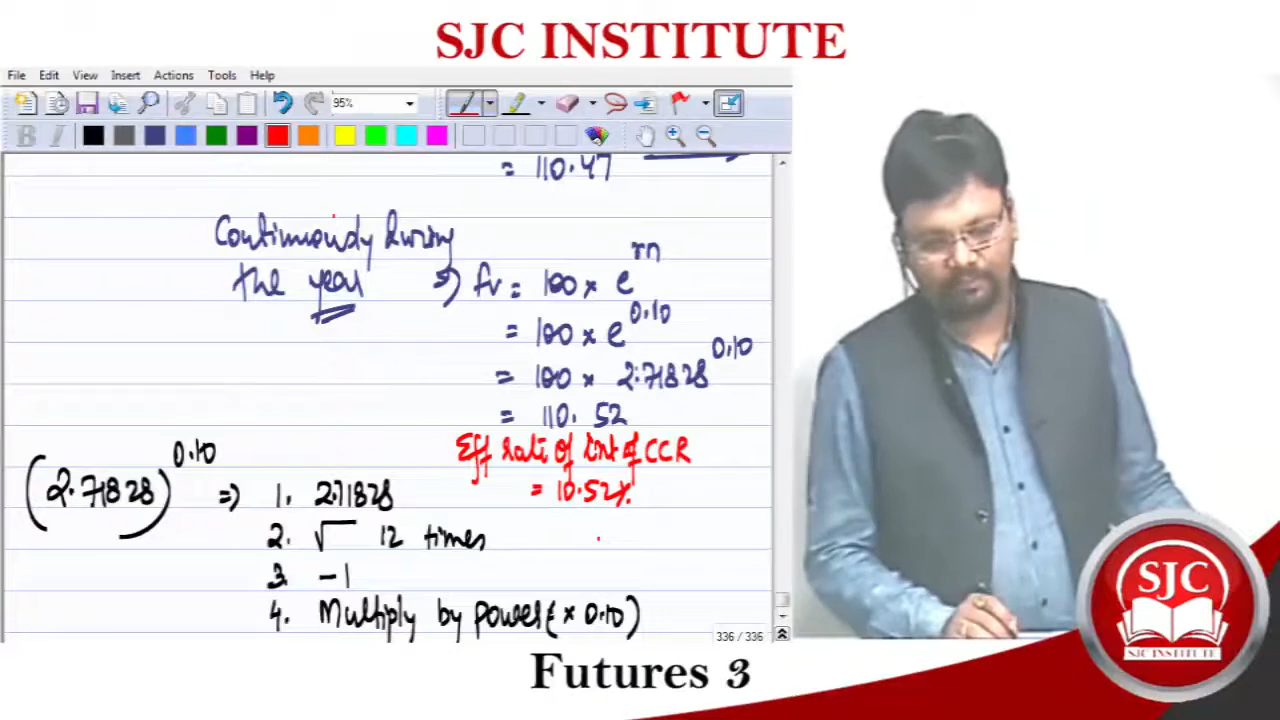 SJC INSTITUTE
File Edit View Insert Actions Tools Help
95%
B I
= 110.47
Continuously During
the year => fv = 100 × e^rn
= 100 × e^0.10
= 100 × 2.71828^0.10
= 110.52
Eff rate of Int of CCR
= 10.52%
(2.71828)^0.10 => 1. 2.71828
2. √ 12 times
3. -1
4. Multiply by power (× 0.10)
336 / 336
SJC
SJC INSTITUTE
Futures 3